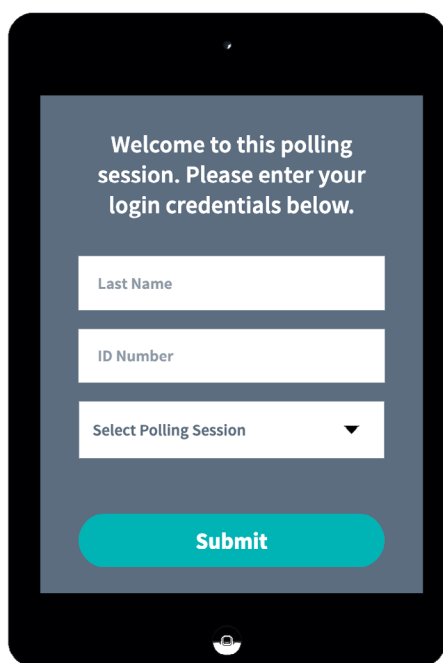 Welcome to this polling
session. Please enter your
login credentials below.
Last Name
ID Number
Select Polling Session
Submit